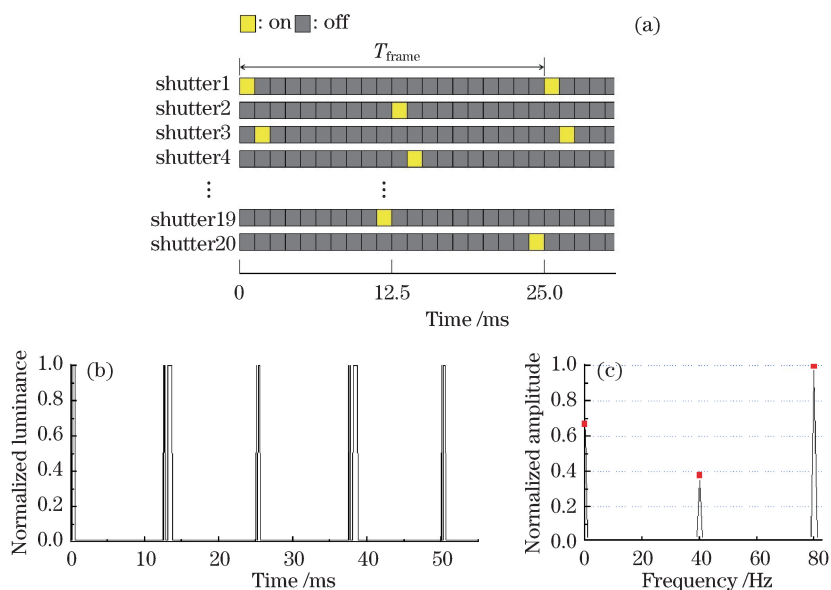 : on : off
(a)
T_frame
shutter1
shutter2
shutter3
shutter4
⋮ ⋮
shutter19
shutter20
0 12.5 25.0
Time /ms
(b)
Normalized luminance
1.0
0.8
0.6
0.4
0.2
0.0
0 10 20 30 40 50
Time /ms
(c)
Normalized amplitude
1.0
0.8
0.6
0.4
0.2
0
0 20 40 60 80
Frequency /Hz